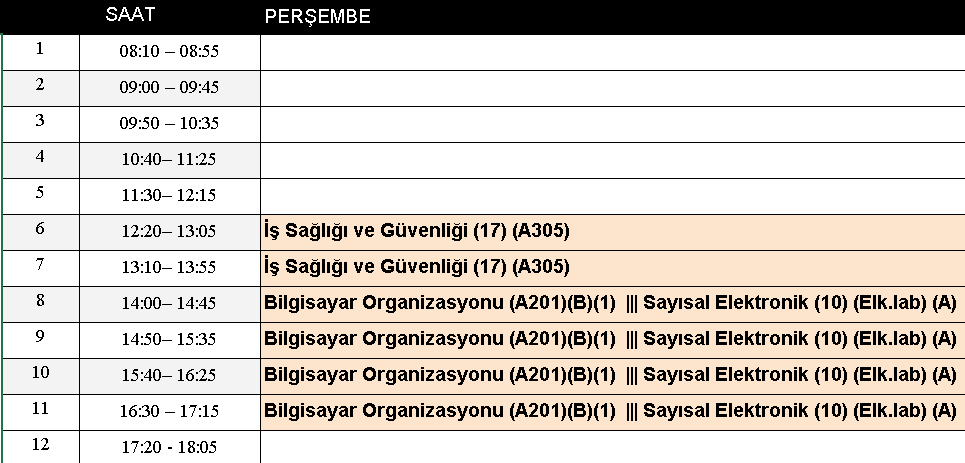 SAAT PERŞEMBE
1 08:10 – 08:55
2 09:00 – 09:45
3 09:50 – 10:35
4 10:40– 11:25
5 11:30– 12:15
6 12:20– 13:05 İş Sağlığı ve Güvenliği (17) (A305)
7 13:10– 13:55 İş Sağlığı ve Güvenliği (17) (A305)
8 14:00– 14:45 Bilgisayar Organizasyonu (A201)(B)(1) ||| Sayısal Elektronik (10) (Elk.lab) (A)
9 14:50– 15:35 Bilgisayar Organizasyonu (A201)(B)(1) ||| Sayısal Elektronik (10) (Elk.lab) (A)
10 15:40– 16:25 Bilgisayar Organizasyonu (A201)(B)(1) ||| Sayısal Elektronik (10) (Elk.lab) (A)
11 16:30 – 17:15 Bilgisayar Organizasyonu (A201)(B)(1) ||| Sayısal Elektronik (10) (Elk.lab) (A)
12 17:20 - 18:05